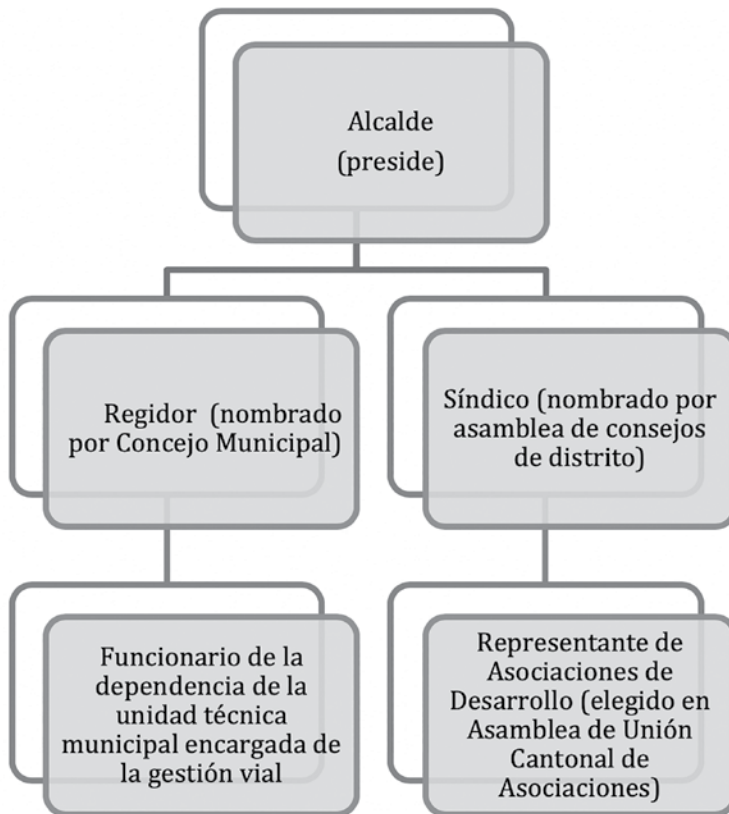 Alcalde
(preside)
Regidor (nombrado
por Concejo Municipal)
Síndico (nombrado por
asamblea de consejos
de distrito)
Funcionario de la
dependencia de la
unidad técnica
municipal encargada de
la gestión vial
Representante de
Asociaciones de
Desarrollo (elegido en
Asamblea de Unión
Cantonal de
Asociaciones)